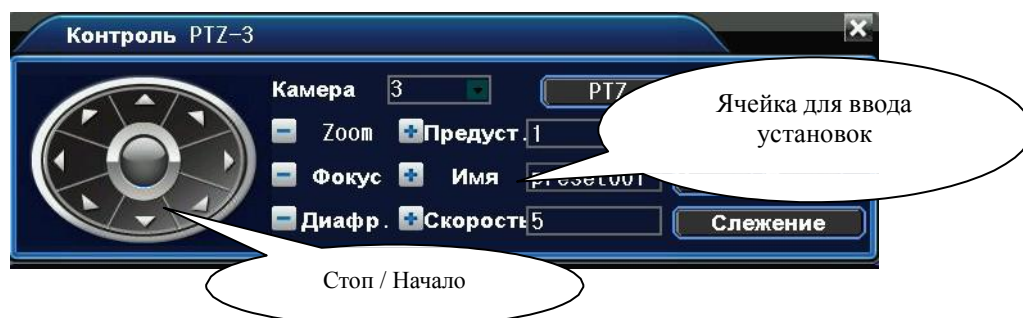 Контроль PTZ-3
Камера 3 PTZ
Zoom Предуст. 1
Фокус Имя preset001
Диафр. Скорость 5 Слежение
Ячейка для ввода
установок
Стоп / Начало